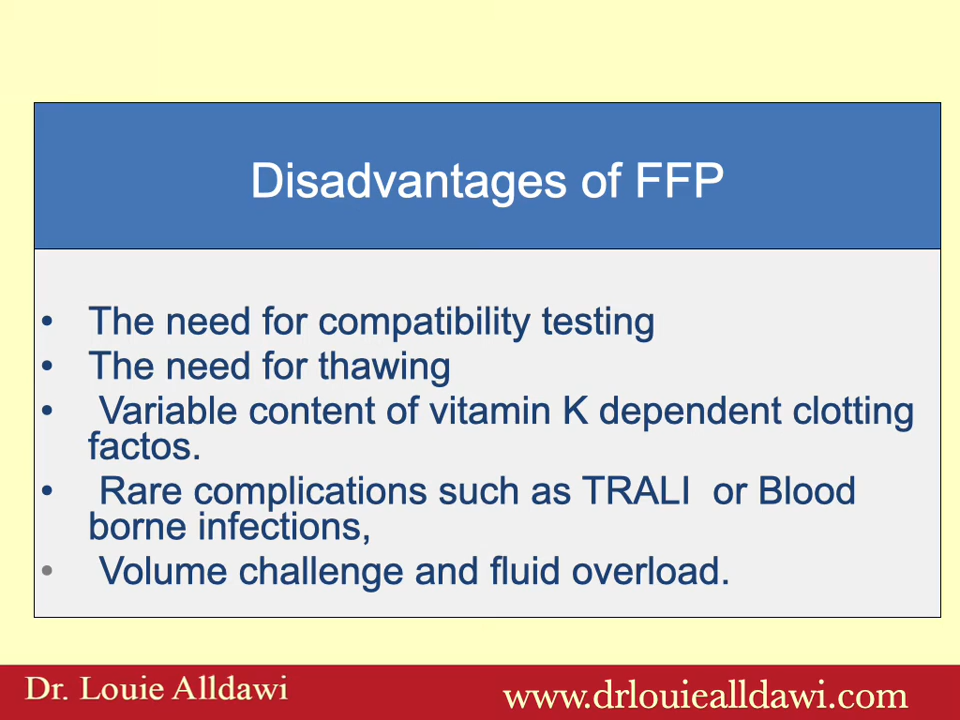 Disadvantages of FFP
• The need for compatibility testing
• The need for thawing
• Variable content of vitamin K dependent clotting
factos.
• Rare complications such as TRALI or Blood
borne infections,
• Volume challenge and fluid overload.
Dr. Louie Alldawi
www.drlouiealldawi.com